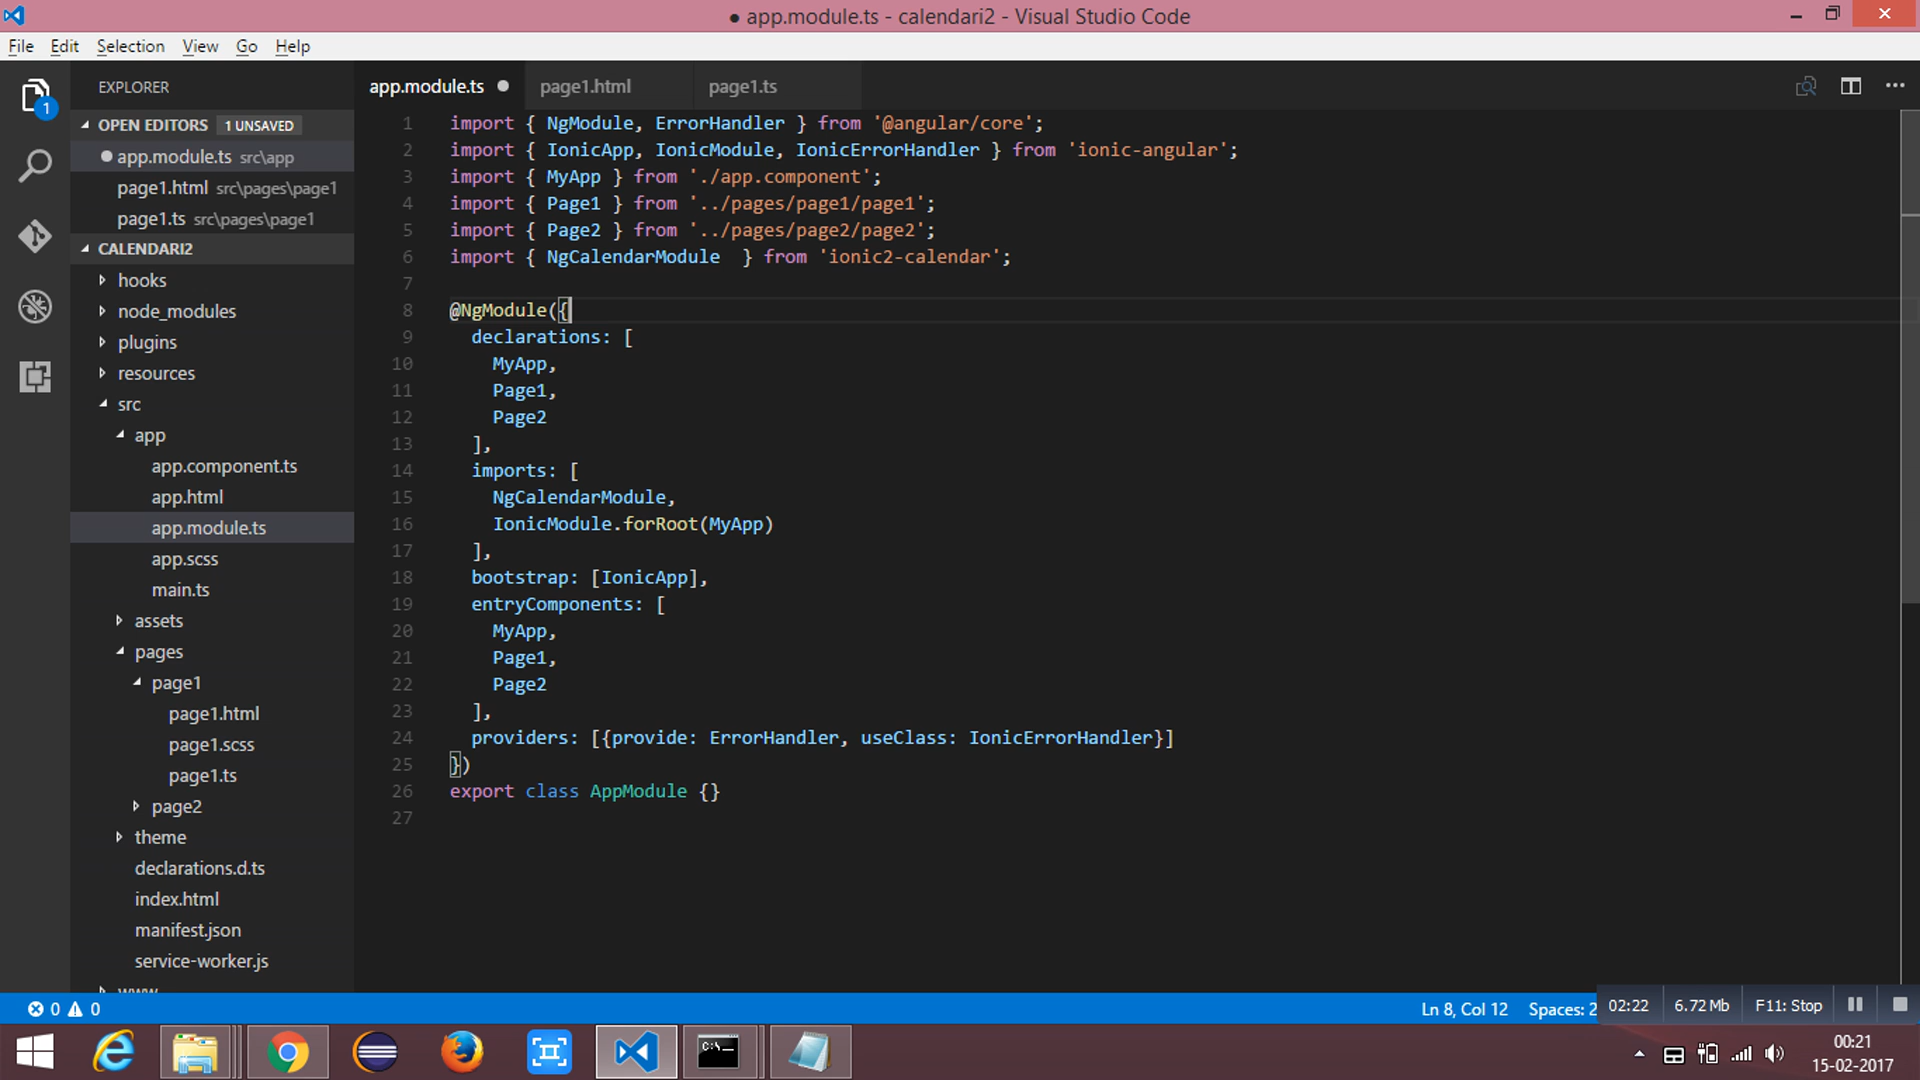 ● app.module.ts - calendari2 - Visual Studio Code
File Edit Selection View Go Help
EXPLORER
OPEN EDITORS 1 UNSAVED
app.module.ts src\app
page1.html src\pages\page1
page1.ts src\pages\page1
CALENDARI2
hooks
node_modules
plugins
resources
src
app
app.component.ts
app.html
app.module.ts
app.scss
main.ts
assets
pages
page1
page1.html
page1.scss
page1.ts
page2
theme
declarations.d.ts
index.html
manifest.json
service-worker.js
www
1
app.module.ts page1.html page1.ts
1 import { NgModule, ErrorHandler } from '@angular/core';
2 import { IonicApp, IonicModule, IonicErrorHandler } from 'ionic-angular';
3 import { MyApp } from './app.component';
4 import { Page1 } from '../pages/page1/page1';
5 import { Page2 } from '../pages/page2/page2';
6 import { NgCalendarModule  } from 'ionic2-calendar';
7
8 @NgModule({
9 declarations: [
10 MyApp,
11 Page1,
12 Page2
13 ],
14 imports: [
15 NgCalendarModule,
16 IonicModule.forRoot(MyApp)
17 ],
18 bootstrap: [IonicApp],
19 entryComponents: [
20 MyApp,
21 Page1,
22 Page2
23 ],
24 providers: [{provide: ErrorHandler, useClass: IonicErrorHandler}]
25 })
26 export class AppModule {}
27
0 0 Ln 8, Col 12 Spaces: 2 02:22 6.72 Mb F11: Stop
C:\_
00:21
15-02-2017